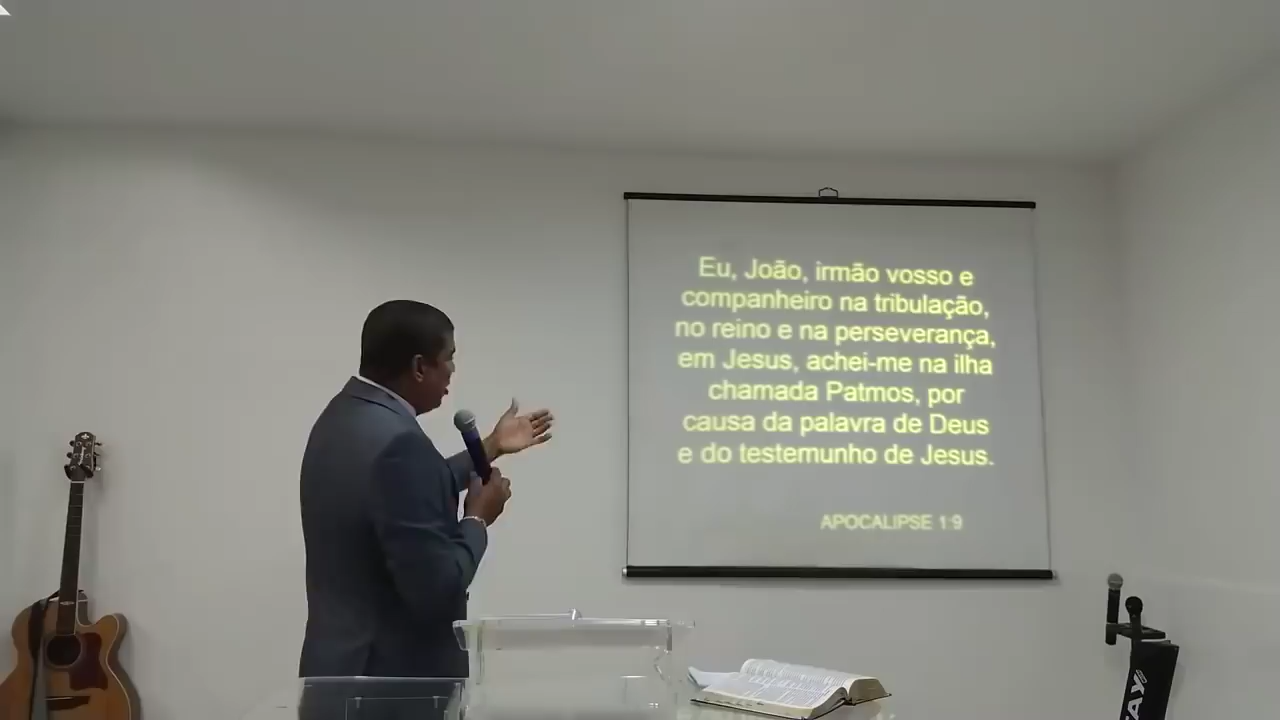 Eu, João, irmão vosso e
companheiro na tribulação,
no reino e na perseverança,
em Jesus, achei-me na ilha
chamada Patmos, por
causa da palavra de Deus
e do testemunho de Jesus.
APOCALIPSE 1:9